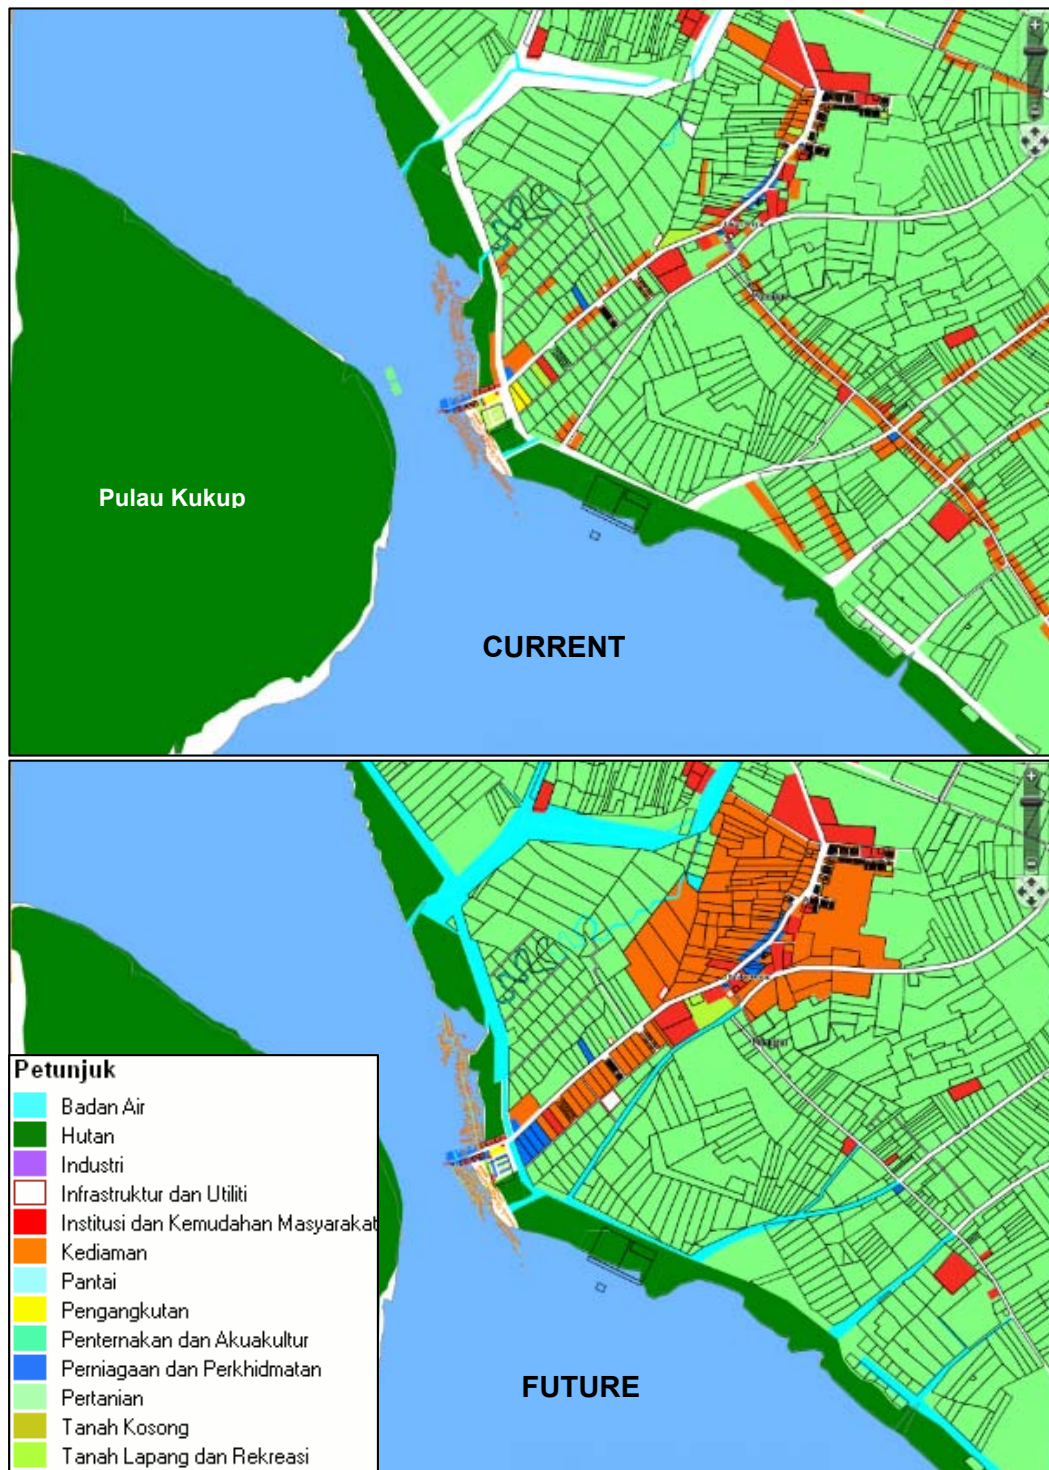 Pulau Kukup
CURRENT
Petunjuk
Badan Air
Hutan
Industri
Infrastruktur dan Utiliti
Institusi dan Kemudahan Masyarakat
Kediaman
Pantai
Pengangkutan
Penternakan dan Akuakultur
Perniagaan dan Perkhidmatan
Pertanian
Tanah Kosong
Tanah Lapang dan Rekreasi
FUTURE